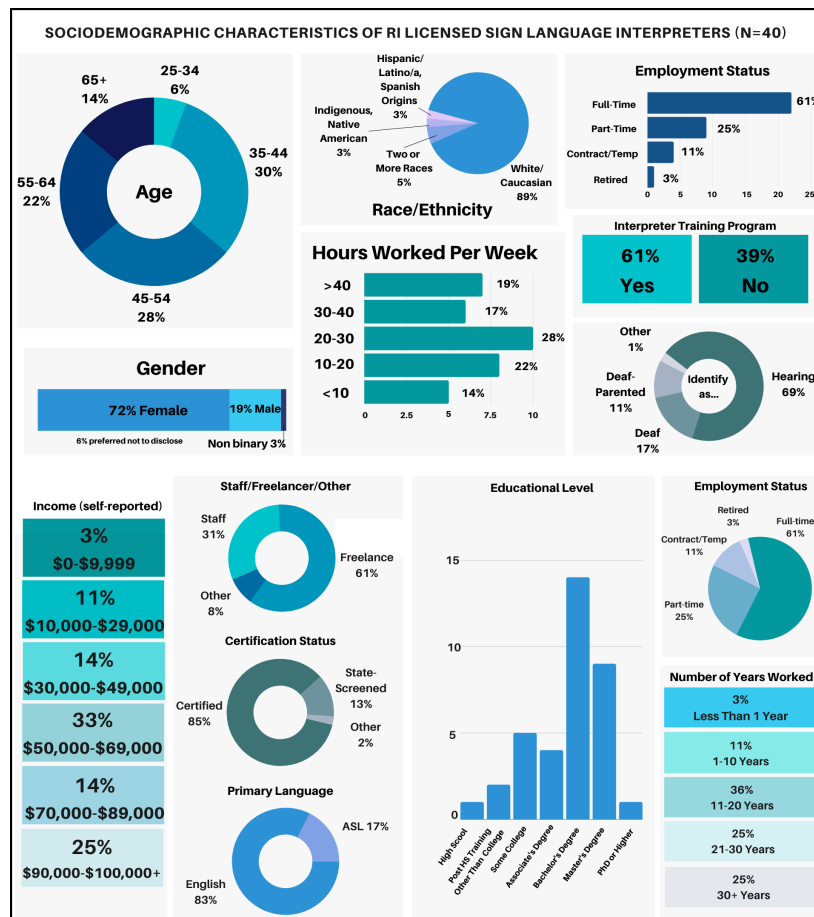 SOCIODEMOGRAPHIC CHARACTERISTICS OF RI LICENSED SIGN LANGUAGE INTERPRETERS (N=40)
Age
25-34
6%
35-44
30%
45-54
28%
55-64
22%
65+
14%
Hispanic/
Latino/a,
Spanish
Origins
3%
Indigenous,
Native
American
3%
Two or
More Races
5%
White/
Caucasian
89%
Race/Ethnicity
Employment Status
Full-Time
61%
Part-Time
25%
Contract/Temp
11%
Retired
3%
0 5 10 15 20 25
Interpreter Training Program
61%
Yes
39%
No
Hours Worked Per Week
>40
19%
30-40
17%
20-30
28%
10-20
22%
<10
14%
0 2.5 5 7.5 10
Gender
72% Female
19% Male
6% preferred not to disclose
Non binary 3%
Identify
as...
Other
1%
Deaf-
Parented
11%
Deaf
17%
Hearing
69%
Income (self-reported)
3%
$0-$9,999
11%
$10,000-$29,000
14%
$30,000-$49,000
33%
$50,000-$69,000
14%
$70,000-$89,000
25%
$90,000-$100,000+
Staff/Freelancer/Other
Staff
31%
Freelance
61%
Other
8%
Certification Status
Certified
85%
State-
Screened
13%
Other
2%
Primary Language
ASL 17%
English
83%
Educational Level
15
10
5
0
High Scool
Post HS Training
Other Than College
Some College
Associate's Degree
Bachelor's Degree
Master's Degree
PhD or Higher
Employment Status
Retired
3%
Full-time
61%
Contract/Temp
11%
Part-time
25%
Number of Years Worked
3%
Less Than 1 Year
11%
1-10 Years
36%
11-20 Years
25%
21-30 Years
25%
30+ Years